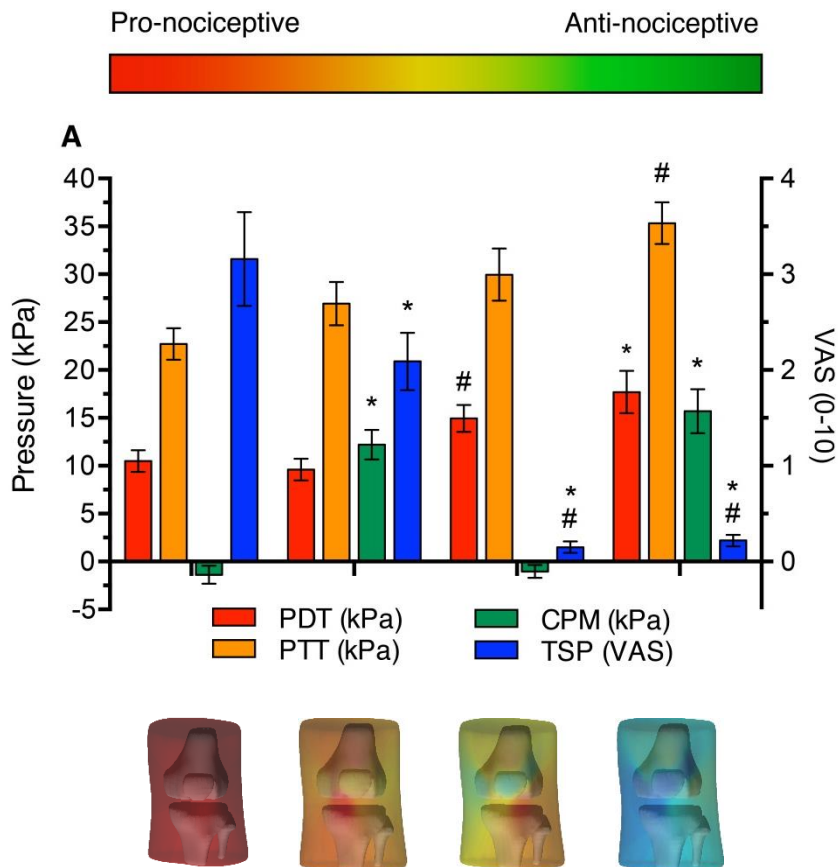 Pro-nociceptive Anti-nociceptive
A
40 4
35
30 3
25
20 2
15
10 1
5
0 0
-5
Pressure (kPa)
VAS (0-10)
* * # * # * * * # * #
PDT (kPa) CPM (kPa)
PTT (kPa) TSP (VAS)